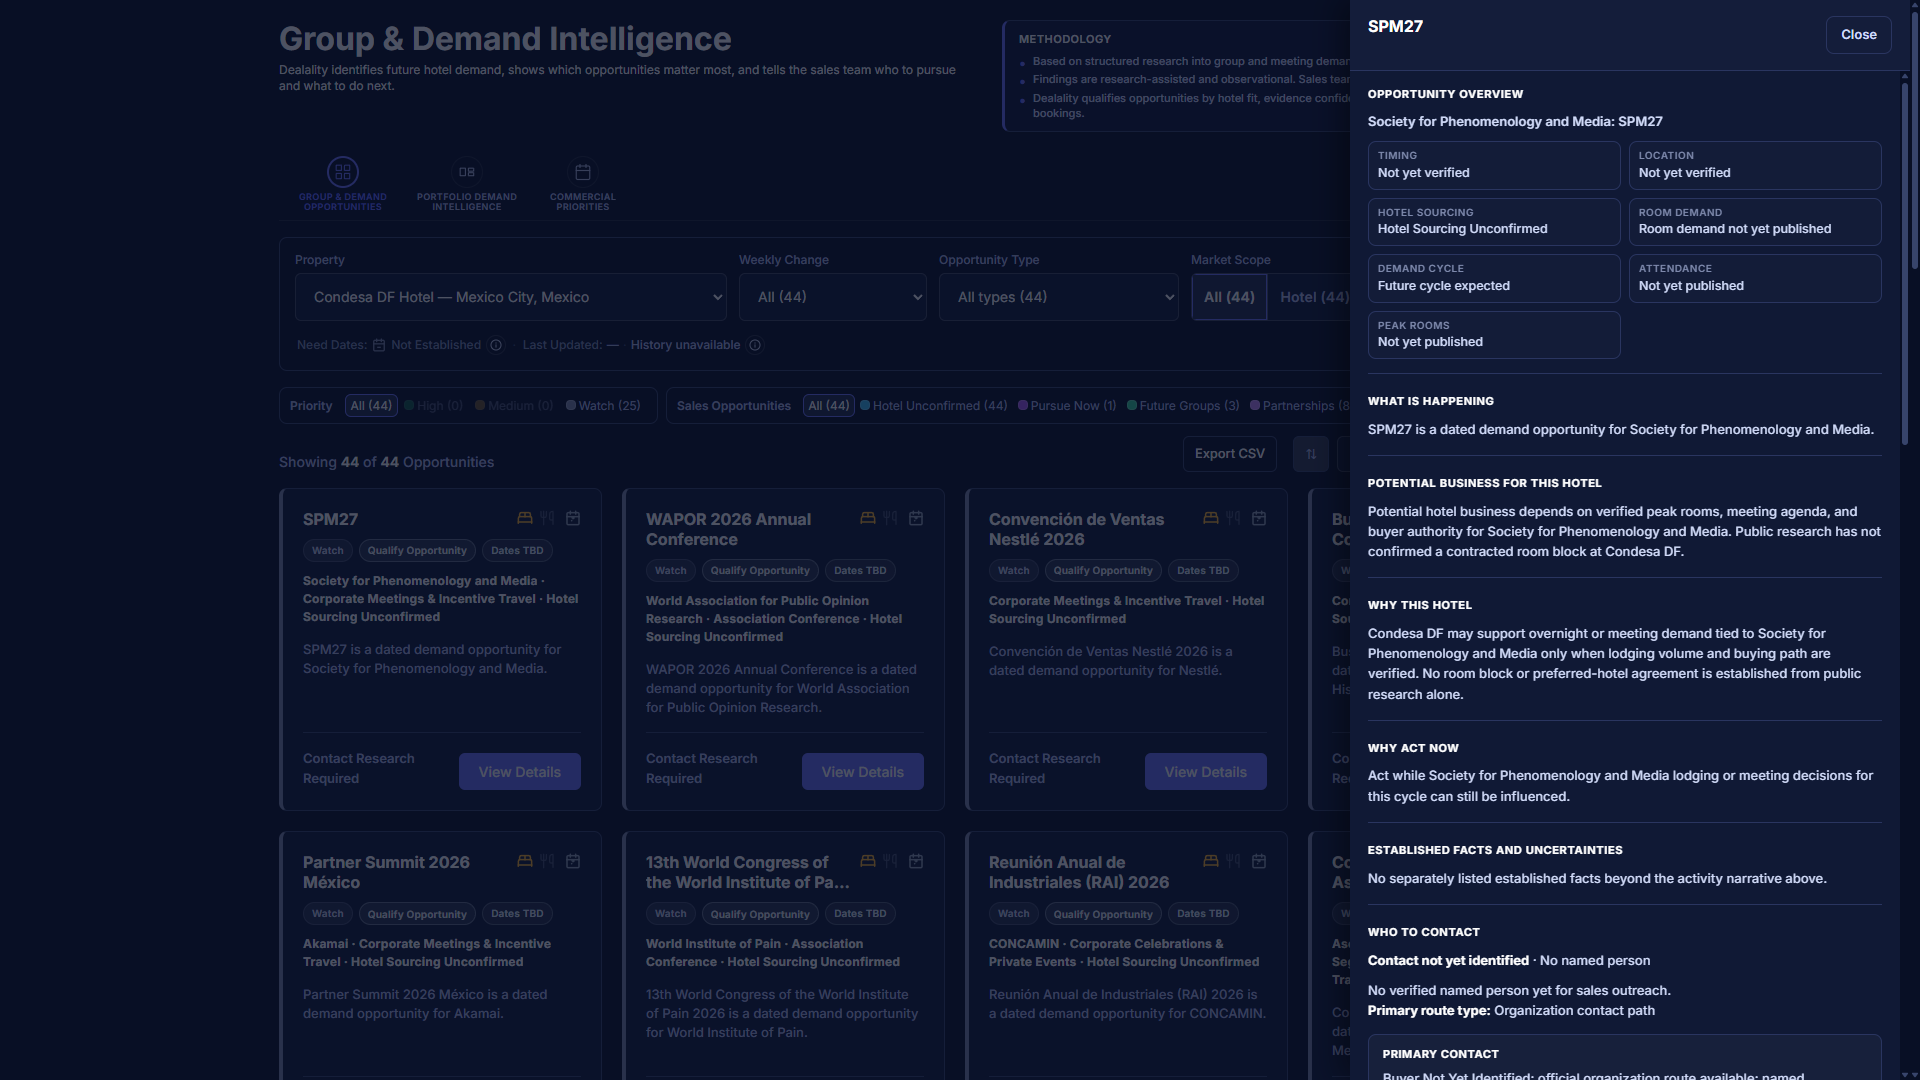 Group & Demand Intelligence
Dealality identifies future hotel demand, shows which opportunities matter most, and tells the sales team who to pursue
and what to do next.
METHODOLOGY
Based on structured research into group and meeting
Findings are research-assisted and observational. Sales
Dealality qualifies opportunities by hotel fit, evidence
bookings.
GROUP & DEMAND
OPPORTUNITIES
PORTFOLIO DEMAND
INTELLIGENCE
COMMERCIAL
PRIORITIES
Property
Weekly Change
Opportunity Type
Market Scope
Condesa DF Hotel — Mexico City, Mexico
All (44)
All types (44)
All (44)
Hotel (44)
Need Dates: Not Established · Last Updated: — · History unavailable
Priority
All (44)
High (0)
Medium (0)
Watch (25)
Sales Opportunities
All (44)
Hotel Unconfirmed (44)
Pursue Now (1)
Future Groups (3)
Partnerships (8
Showing 44 of 44 Opportunities
Export CSV
SPM27
Watch
Qualify Opportunity
Dates TBD
Society for Phenomenology and Media ·
Corporate Meetings & Incentive Travel · Hotel
Sourcing Unconfirmed
SPM27 is a dated demand opportunity for
Society for Phenomenology and Media.
Contact Research
Required
View Details
WAPOR 2026 Annual
Conference
Watch
Qualify Opportunity
Dates TBD
World Association for Public Opinion
Research · Association Conference · Hotel
Sourcing Unconfirmed
WAPOR 2026 Annual Conference is a dated
demand opportunity for World Association
for Public Opinion Research.
Contact Research
Required
View Details
Convención de Ventas
Nestlé 2026
Watch
Qualify Opportunity
Dates TBD
Corporate Meetings & Incentive Travel · Hotel
Sourcing Unconfirmed
Convención de Ventas Nestlé 2026 is a
dated demand opportunity for Nestlé.
Contact Research
Required
View Details
Partner Summit 2026
México
Watch
Qualify Opportunity
Dates TBD
Akamai · Corporate Meetings & Incentive
Travel · Hotel Sourcing Unconfirmed
Partner Summit 2026 México is a dated
demand opportunity for Akamai.
13th World Congress of
the World Institute of Pa...
Watch
Qualify Opportunity
Dates TBD
World Institute of Pain · Association
Conference · Hotel Sourcing Unconfirmed
13th World Congress of the World Institute
of Pain 2026 is a dated demand opportunity
for World Institute of Pain.
Reunión Anual de
Industriales (RAI) 2026
Watch
Qualify Opportunity
Dates TBD
CONCAMIN · Corporate Celebrations &
Private Events · Hotel Sourcing Unconfirmed
Reunión Anual de Industriales (RAI) 2026 is
a dated demand opportunity for CONCAMIN.
SPM27
Close
OPPORTUNITY OVERVIEW
Society for Phenomenology and Media: SPM27
TIMING
Not yet verified
LOCATION
Not yet verified
HOTEL SOURCING
Hotel Sourcing Unconfirmed
ROOM DEMAND
Room demand not yet published
DEMAND CYCLE
Future cycle expected
ATTENDANCE
Not yet published
PEAK ROOMS
Not yet published
WHAT IS HAPPENING
SPM27 is a dated demand opportunity for Society for Phenomenology and Media.
POTENTIAL BUSINESS FOR THIS HOTEL
Potential hotel business depends on verified peak rooms, meeting agenda, and
buyer authority for Society for Phenomenology and Media. Public research has not
confirmed a contracted room block at Condesa DF.
WHY THIS HOTEL
Condesa DF may support overnight or meeting demand tied to Society for
Phenomenology and Media only when lodging volume and buying path are
verified. No room block or preferred-hotel agreement is established from public
research alone.
WHY ACT NOW
Act while Society for Phenomenology and Media lodging or meeting decisions for
this cycle can still be influenced.
ESTABLISHED FACTS AND UNCERTAINTIES
No separately listed established facts beyond the activity narrative above.
WHO TO CONTACT
Contact not yet identified · No named person
No verified named person yet for sales outreach.
Primary route type: Organization contact path
PRIMARY CONTACT
Buyer Not Yet Identified; official organization route available; named